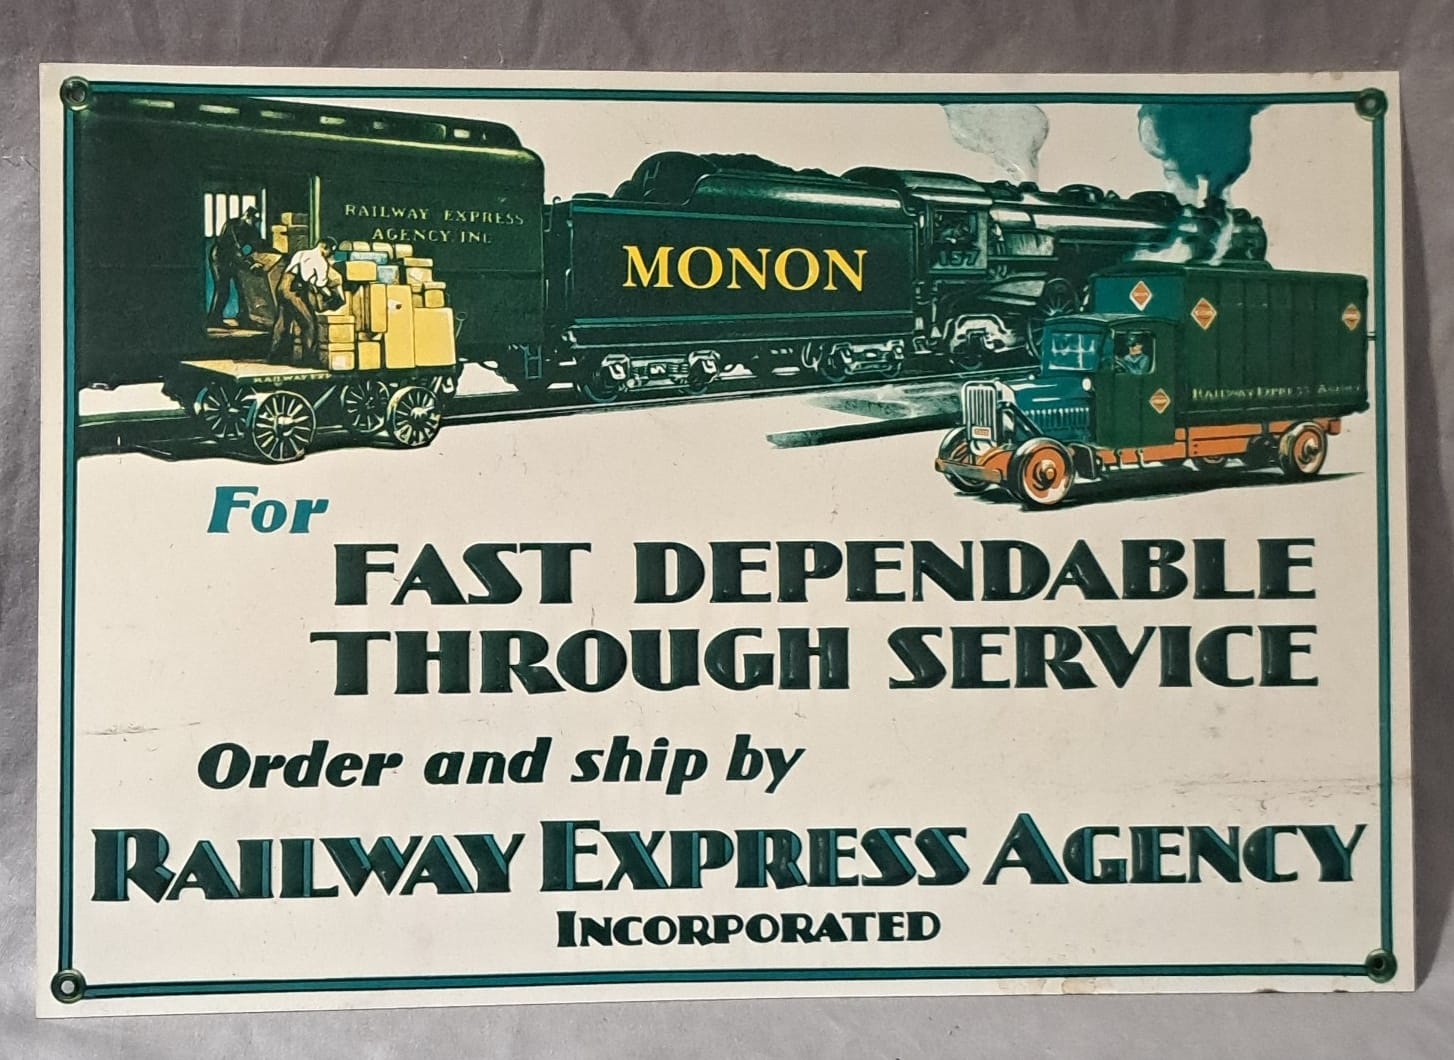 RAILWAY EXPRESS
AGENCY INC
MONON
157
RAILWAY EXPRESS AGENCY
For
FAST DEPENDABLE
THROUGH SERVICE
Order and ship by
RAILWAY EXPRESS AGENCY
INCORPORATED